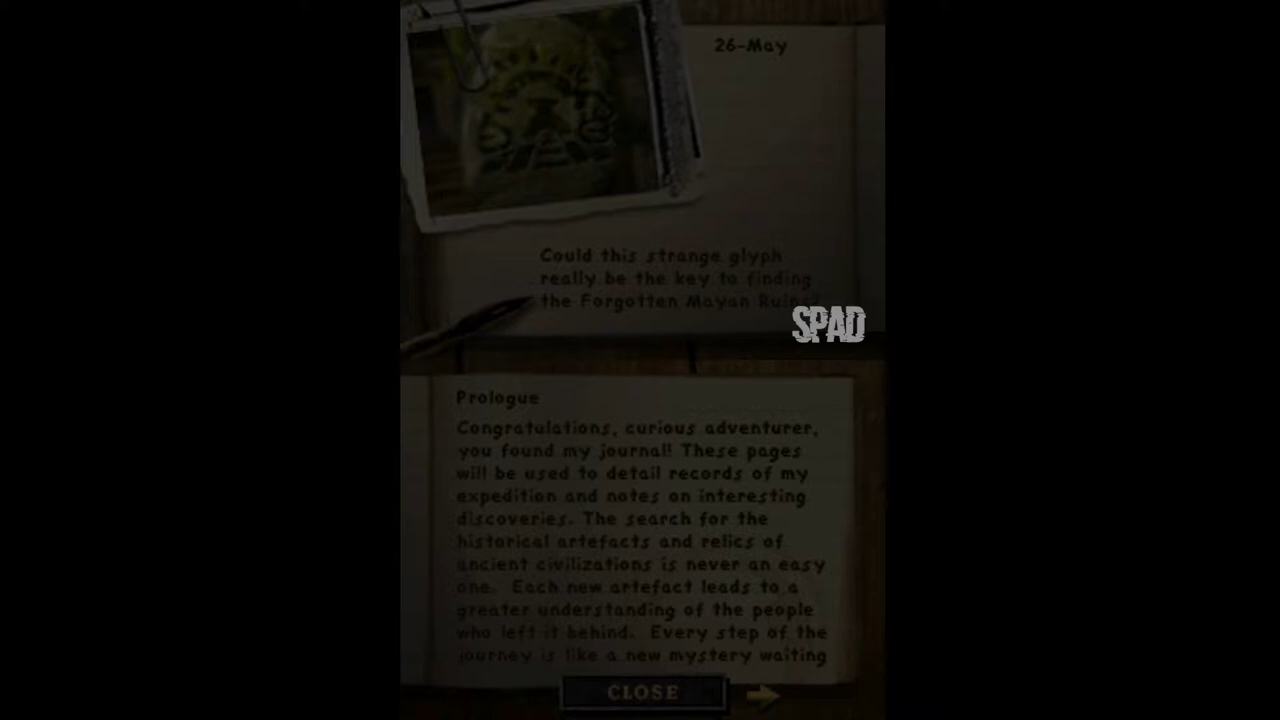 26-May
Could this strange glyph
really be the key to finding
the Forgotten Mayan Ruins?
SPAD
Prologue
Congratulations, curious adventurer,
you found my journal! These pages
will be used to detail records of my
expedition and notes on interesting
discoveries. The search for the
historical artefacts and relics of
ancient civilizations is never an easy
one. Each new artefact leads to a
greater understanding of the people
who left it behind. Every step of the
journey is like a new mystery waiting
CLOSE